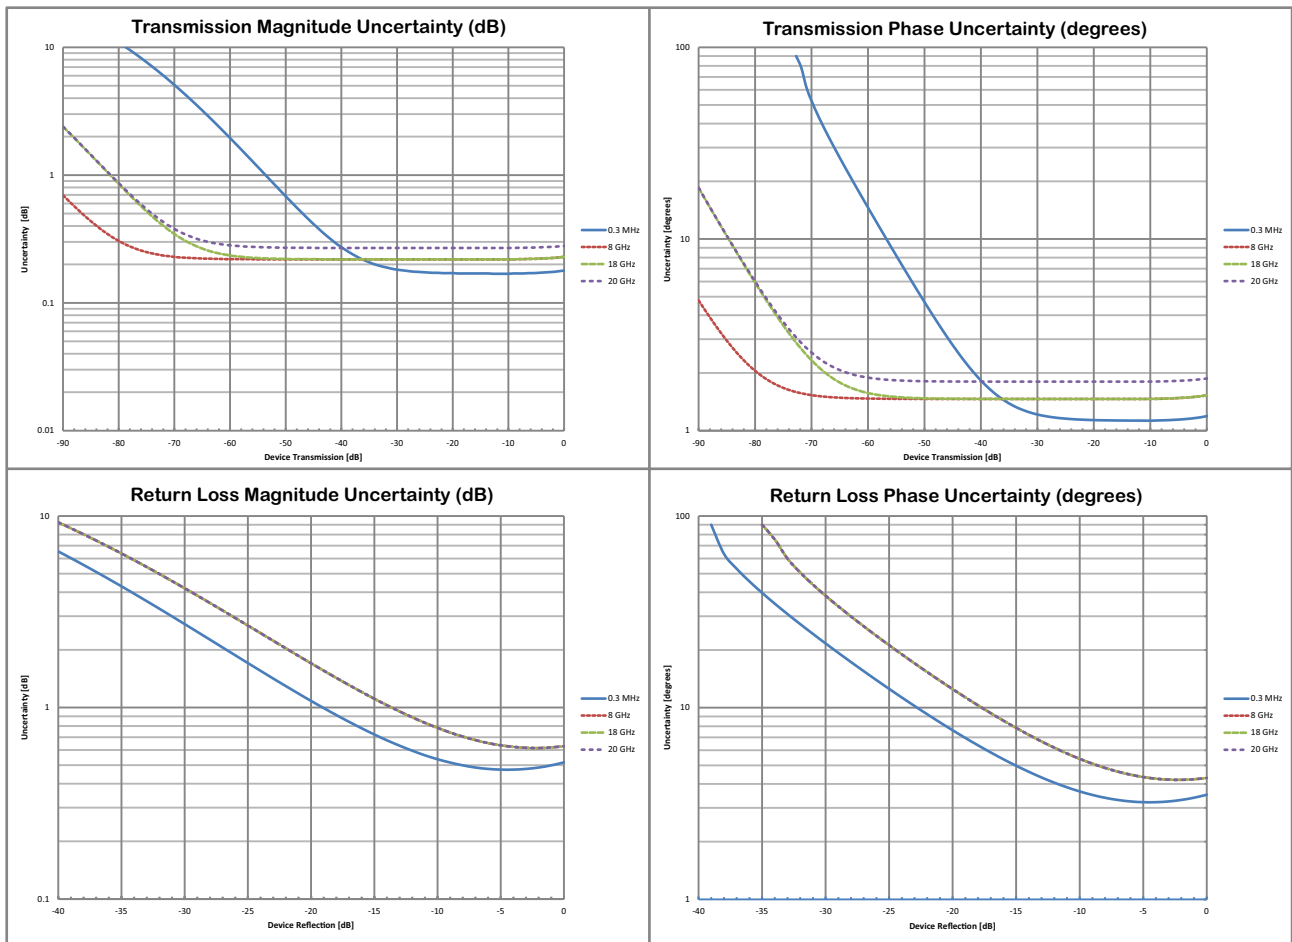 Transmission Magnitude Uncertainty (dB)
10
1
0.1
0.01
Uncertainty [dB]
-90 -80 -70 -60 -50 -40 -30 -20 -10 0
Device Transmission [dB]
0.3 MHz
8 GHz
18 GHz
20 GHz
Transmission Phase Uncertainty (degrees)
100
10
1
Uncertainty [degrees]
-90 -80 -70 -60 -50 -40 -30 -20 -10 0
Device Transmission [dB]
0.3 MHz
8 GHz
18 GHz
20 GHz
Return Loss Magnitude Uncertainty (dB)
10
1
0.1
Uncertainty [dB]
-40 -35 -30 -25 -20 -15 -10 -5 0
Device Reflection [dB]
0.3 MHz
8 GHz
18 GHz
20 GHz
Return Loss Phase Uncertainty (degrees)
100
10
1
Uncertainty [degrees]
-40 -35 -30 -25 -20 -15 -10 -5 0
Device Reflection [dB]
0.3 MHz
8 GHz
18 GHz
20 GHz